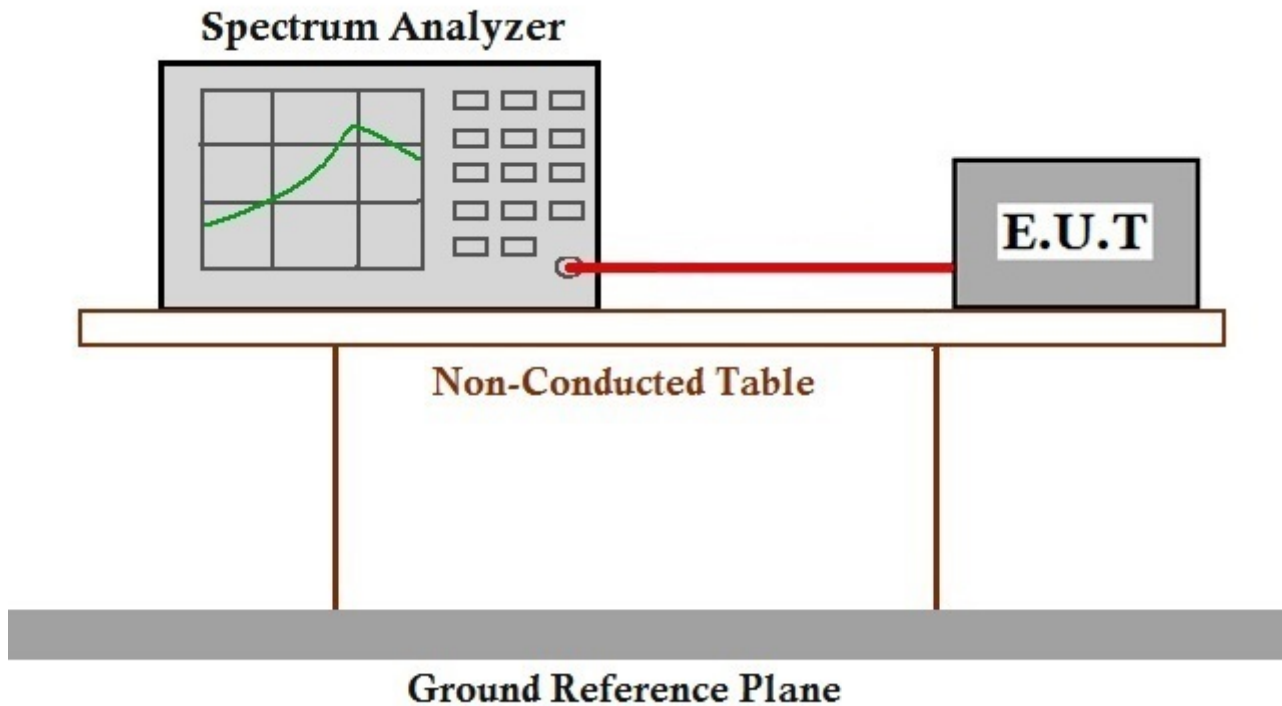 Spectrum Analyzer
E.U.T
Non-Conducted Table
Ground Reference Plane